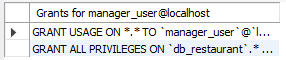 Grants for manager_user@localhost
GRANT USAGE ON *.* TO `manager_user`@`l...
GRANT ALL PRIVILEGES ON `db_restaurant`.* ...